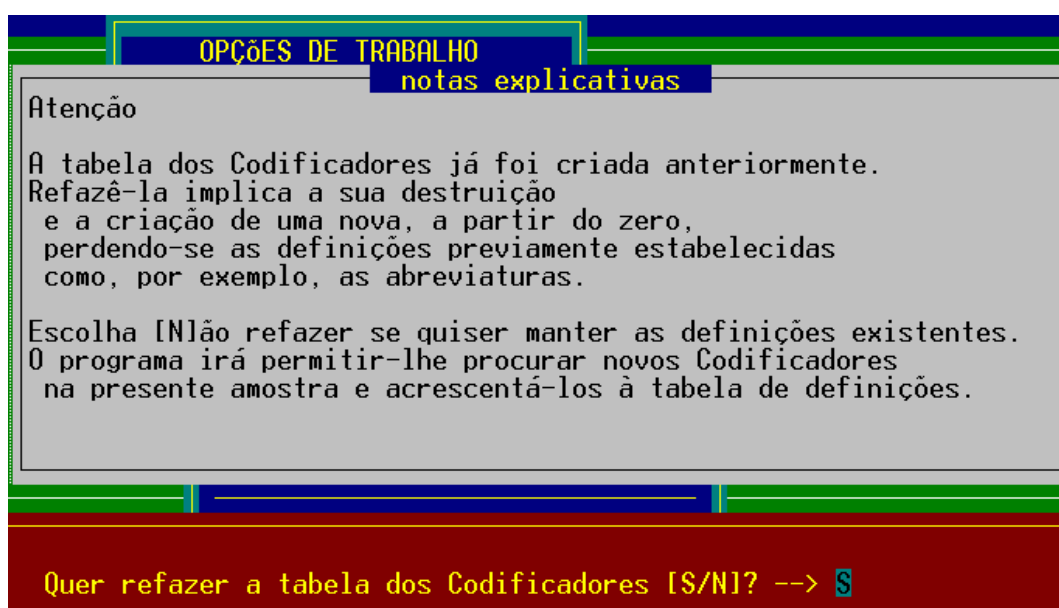 OPÇõES DE TRABALHO
notas explicativas
Atenção
A tabela dos Codificadores já foi criada anteriormente.
Refazê-la implica a sua destruição
e a criação de uma nova, a partir do zero,
perdendo-se as definições previamente estabelecidas
como, por exemplo, as abreviaturas.
Escolha [N]ão refazer se quiser manter as definições existentes.
O programa irá permitir-lhe procurar novos Codificadores
na presente amostra e acrescentá-los à tabela de definições.
Quer refazer a tabela dos Codificadores [S/N]? --> S